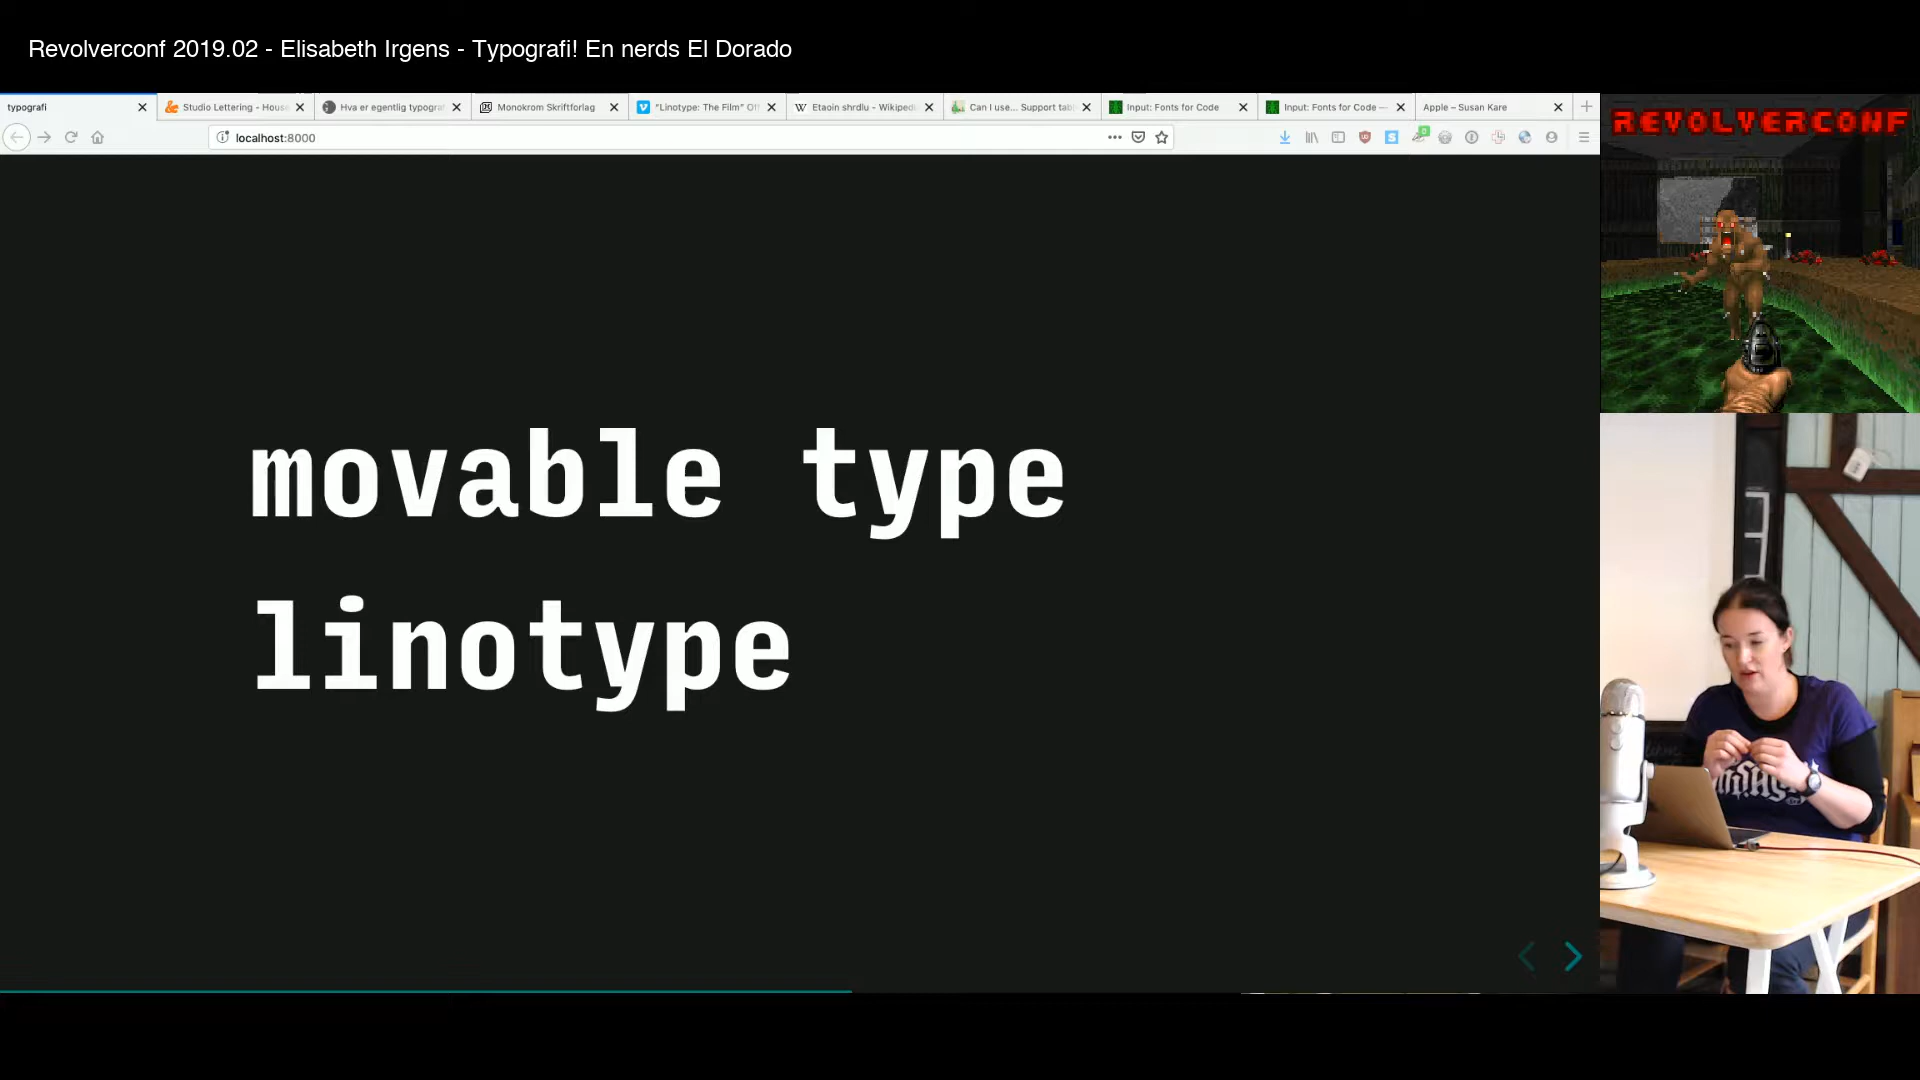 Revolverconf 2019.02 - Elisabeth Irgens - Typografi! En nerds El Dorado
typografi
Studio Lettering - House
Hva er egentlig typograf
Monokrom Skriftforlag
"Linotype: The Film" Of
Etaoin shrdlu - Wikiped
Can I use... Support tab
Input: Fonts for Code
Input: Fonts for Code —
Apple – Susan Kare
localhost:8000
REVOLVERCONF
movable type
linotype